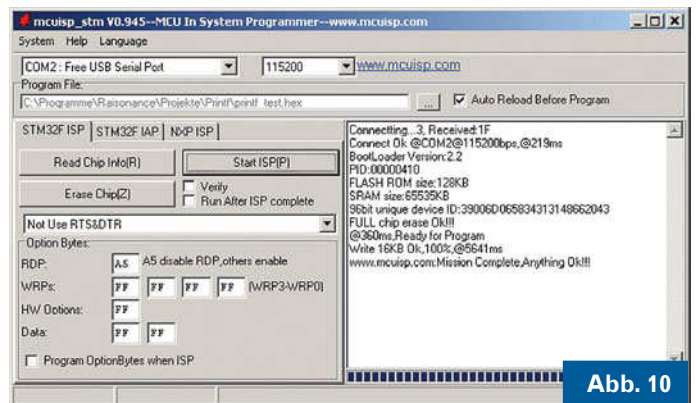 mcuisp_stm V0.945--MCU In System Programmer--www.mcuisp.com
System Help Language
COM2 : Free USB Serial Port 115200 www.mcuisp.com
Program File:
C:\Programme\Raisonance\Projekte\Printf\printf_test.hex ... Auto Reload Before Program
STM32F ISP STM32F IAP NXP ISP
Read Chip Info(R) Start ISP(P)
Erase Chip(Z) Verify
Run After ISP complete
Not Use RTS&DTR
Option Bytes:
RDP: A5 A5 disable RDP,others enable
WRPs: FF FF FF FF (WRP3-WRP0)
HW Options: FF
Data: FF FF
Program OptionBytes when ISP
Connectting...3, Received:1F
Connect Ok @COM2@115200bps,@219ms
BootLoader Version:2.2
PID:00000410
FLASH ROM size:128KB
SRAM size:65535KB
96bit unique device ID:39006D065834313148662043
FULL chip erase Ok!!!
@360ms,Ready for Program
Write 16KB Ok,100%,@5641ms
www.mcuisp.com:Mission Complete,Anything Ok!!!
Abb. 10